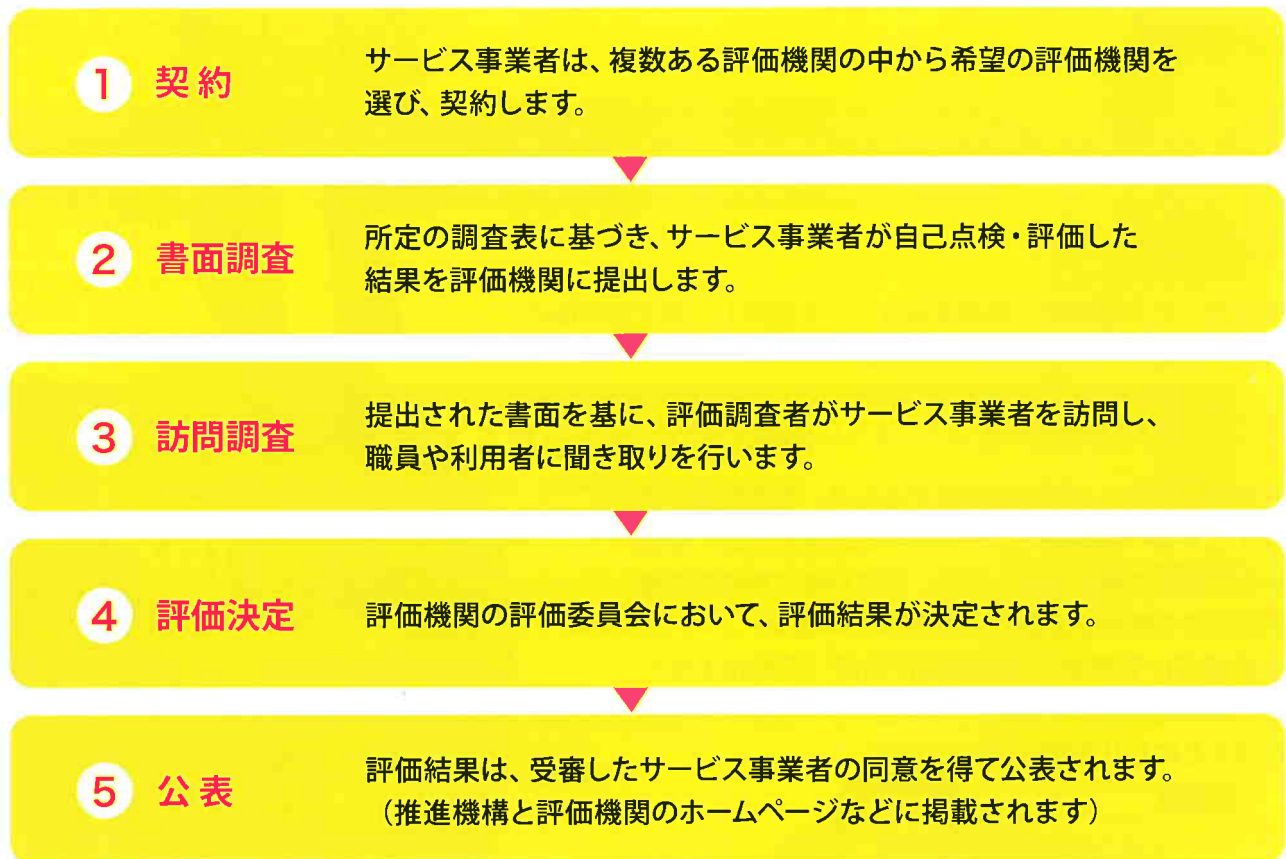 1 契約
サービス事業者は、複数ある評価機関の中から希望の評価機関を
選び、契約します。
2 書面調査
所定の調査表に基づき、サービス事業者が自己点検・評価した
結果を評価機関に提出します。
3 訪問調査
提出された書面を基に、評価調査者がサービス事業者を訪問し、
職員や利用者に聞き取りを行います。
4 評価決定
評価機関の評価委員会において、評価結果が決定されます。
5 公表
評価結果は、受審したサービス事業者の同意を得て公表されます。
（推進機構と評価機関のホームページなどに掲載されます）